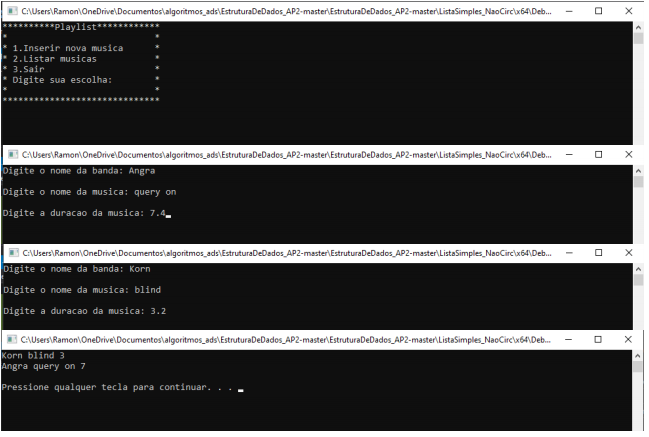 C:\Users\Ramon\OneDrive\Documentos\algoritmos_ads\EstruturaDeDados_AP2-master\EstruturaDeDados_AP2-master\ListaSimples_NaoCirc\x64\Deb...
**********Playlist************
*                            *
* 1.Inserir nova musica      *
* 2.Listar musicas           *
* 3.Sair                     *
* Digite sua escolha:        *
*                            *
******************************
C:\Users\Ramon\OneDrive\Documentos\algoritmos_ads\EstruturaDeDados_AP2-master\EstruturaDeDados_AP2-master\ListaSimples_NaoCirc\x64\Deb...
Digite o nome da banda: Angra
Digite o nome da musica: query on
Digite a duracao da musica: 7.4
C:\Users\Ramon\OneDrive\Documentos\algoritmos_ads\EstruturaDeDados_AP2-master\EstruturaDeDados_AP2-master\ListaSimples_NaoCirc\x64\Deb...
Digite o nome da banda: Korn
Digite o nome da musica: blind
Digite a duracao da musica: 3.2
C:\Users\Ramon\OneDrive\Documentos\algoritmos_ads\EstruturaDeDados_AP2-master\EstruturaDeDados_AP2-master\ListaSimples_NaoCirc\x64\Deb...
Korn blind 3
Angra query on 7
Pressione qualquer tecla para continuar. . .